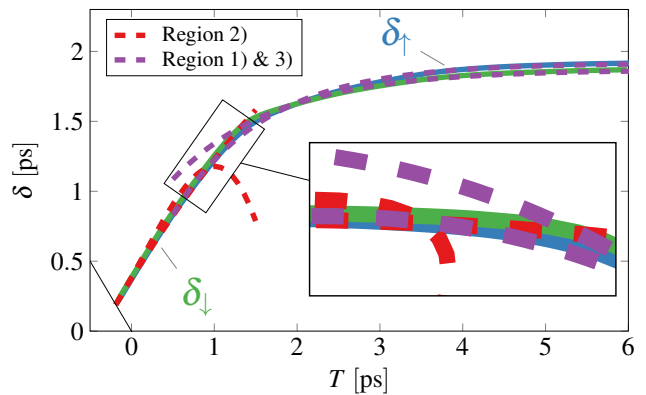 Region 2)
Region 1) & 3)
δ↑
δ↓
δ [ps]
2
1.5
1
0.5
0
0 1 2 3 4 5 6
T [ps]